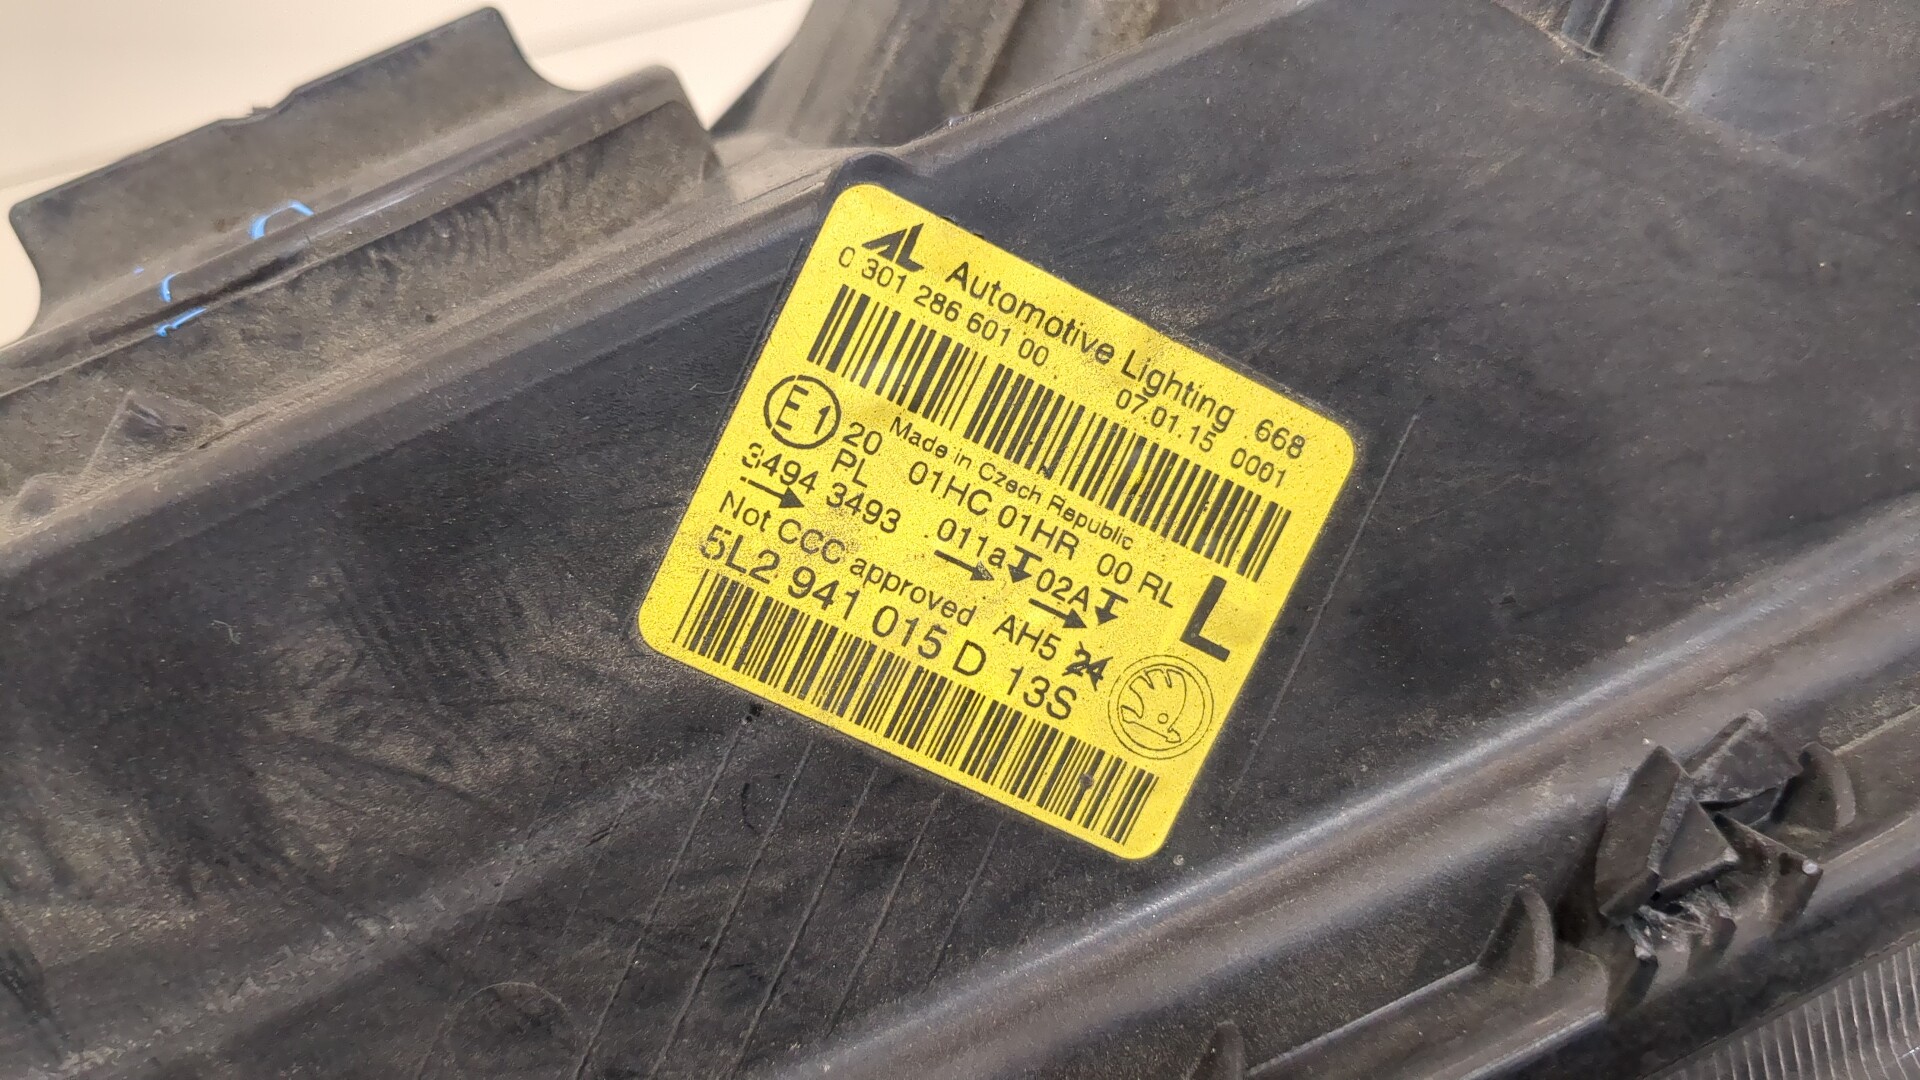 AL Automotive Lighting 668
0 301 286 601 00 07.01.15 0001
Made in Czech Republic
E1 20 01HC 01HR 00 RL
PL
3494 3493 011a 02A L
Not CCC approved AH5 24
5L2 941 015 D 13S